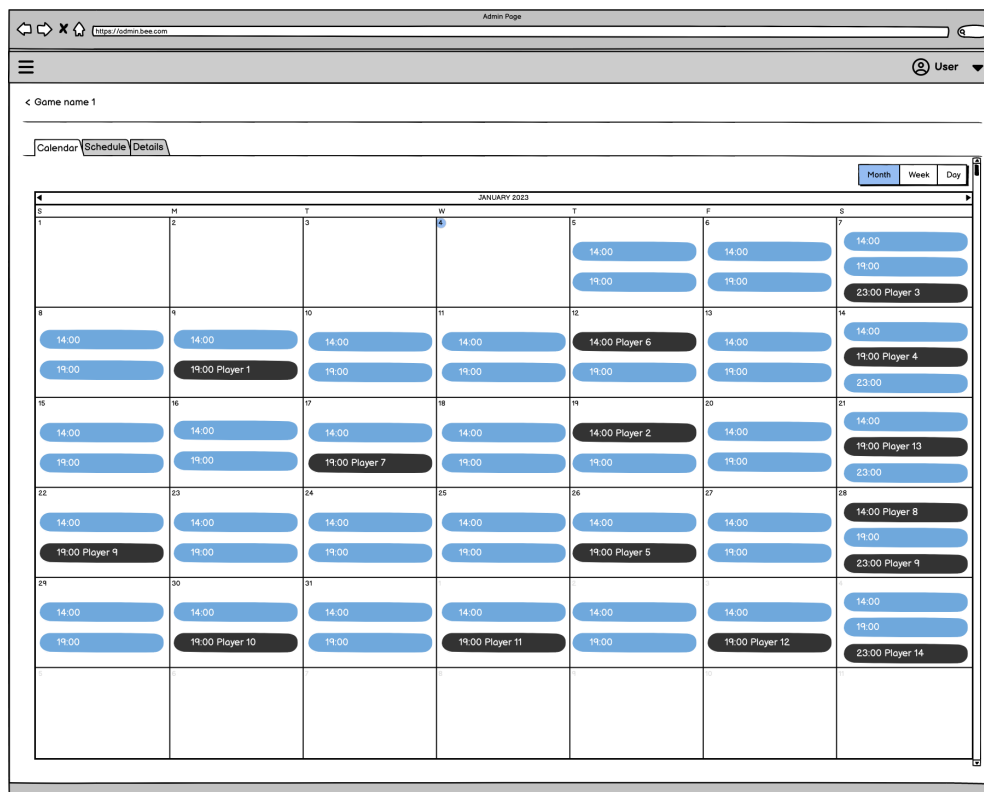 Admin Page
https://admin.bee.com
User
< Game name 1
Calendar Schedule Details
Month Week Day
JANUARY 2023
S M T W T F S
1 2 3 4 5 6 7
14:00
14:00 14:00
19:00
19:00 19:00
23:00 Player 3
8 9 10 11 12 13 14
14:00
14:00 14:00 14:00 14:00 14:00 Player 6 14:00
19:00 Player 4
19:00 19:00 Player 1 19:00 19:00 19:00 19:00
23:00
15 16 17 18 19 20 21
14:00
14:00 14:00 14:00 14:00 14:00 Player 2 14:00
19:00 Player 13
19:00 19:00 19:00 Player 7 19:00 19:00 19:00
23:00
22 23 24 25 26 27 28
14:00 Player 8
14:00 14:00 14:00 14:00 14:00 14:00
19:00
19:00 Player 9 19:00 19:00 19:00 19:00 Player 5 19:00
23:00 Player 9
29 30 31 1 2 3 4
14:00
14:00 14:00 14:00 14:00 14:00 14:00
19:00
19:00 19:00 Player 10 19:00 19:00 Player 11 19:00 19:00 Player 12
23:00 Player 14
5 6 7 8 9 10 11